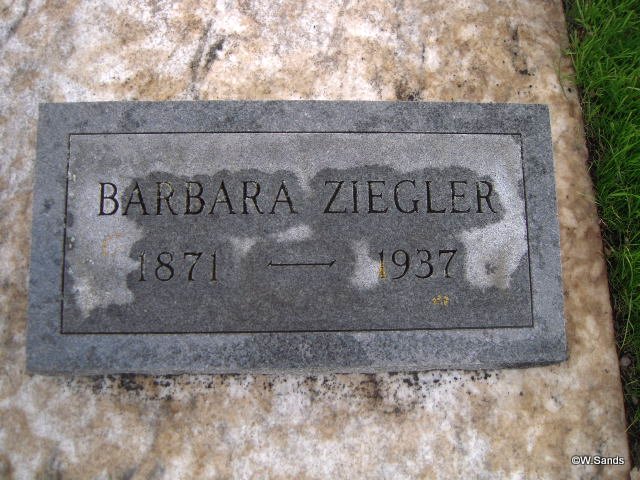 BARBARA ZIEGLER
1871 — 1937
©W.Sands